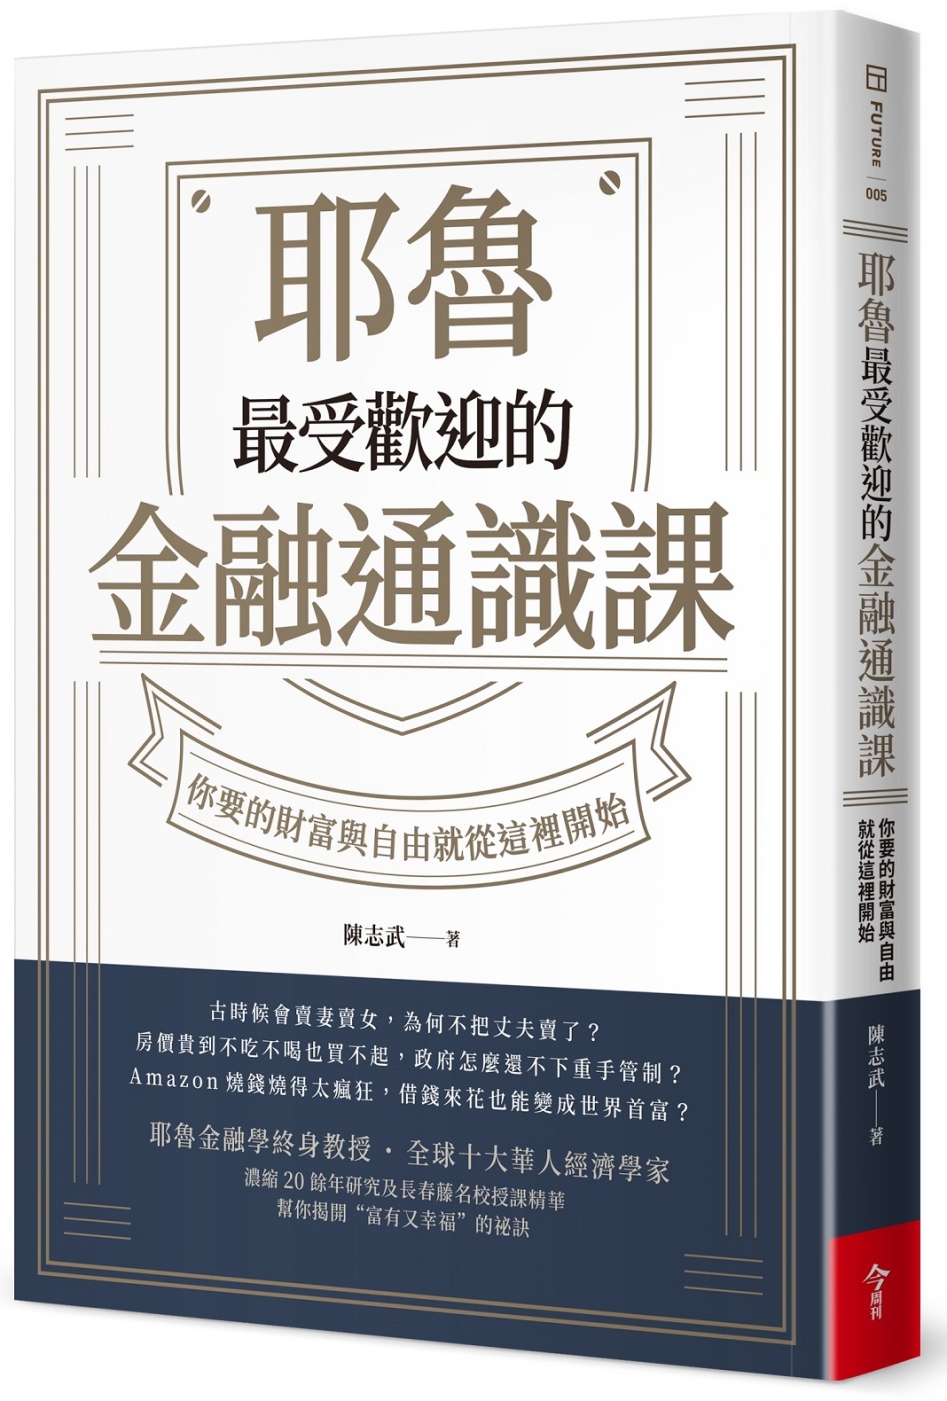 耶魯
最受歡迎的
金融通識課
你要的財富與自由就從這裡開始
陳志武——著
古時候會賣妻賣女，為何不把丈夫賣了？
房價貴到不吃不喝也買不起，政府怎麼還不下重手管制？
Amazon 燒錢燒得太瘋狂，借錢來花也能變成世界首富？
耶魯金融學終身教授・全球十大華人經濟學家
濃縮 20 餘年研究及長春藤名校授課精華
幫你揭開“富有又幸福”的祕訣
FUTURE
005
耶魯最受歡迎的金融通識課
你要的財富與自由
就從這裡開始
陳志武——著
今周刊